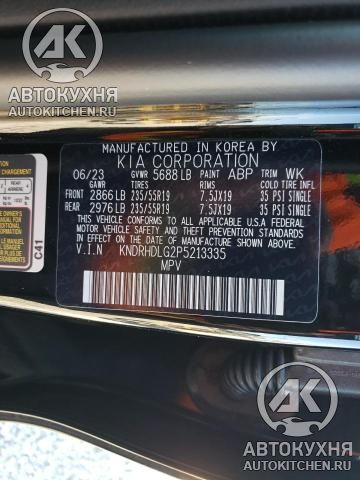 АК
АВТОКУХНЯ
AUTOKITCHEN.RU
MANUFACTURED IN KOREA BY
KIA CORPORATION
06/23 GVWR 5688LB PAINT ABP TRIM WK
GAWR TIRES RIMS COLD TIRE INF.
FRONT 2866LB 235/55R19 7.5JX19 35 PSI SINGLE
REAR 2976LB 235/55R19 7.5JX19 35 PSI SINGLE
THIS VEHICLE CONFORMS TO ALL APPLICABLE U.S. FEDERAL
MOTOR VEHICLE SAFETY AND THEFT PREVENTION STANDARDS
IN EFFECT ON THE DATE OF MANUFACTURE SHOWN ABOVE.
V.I.N KNDRHDLG2P5213335
MPV
C41
АК
АВТОКУХНЯ
AUTOKITCHEN.RU